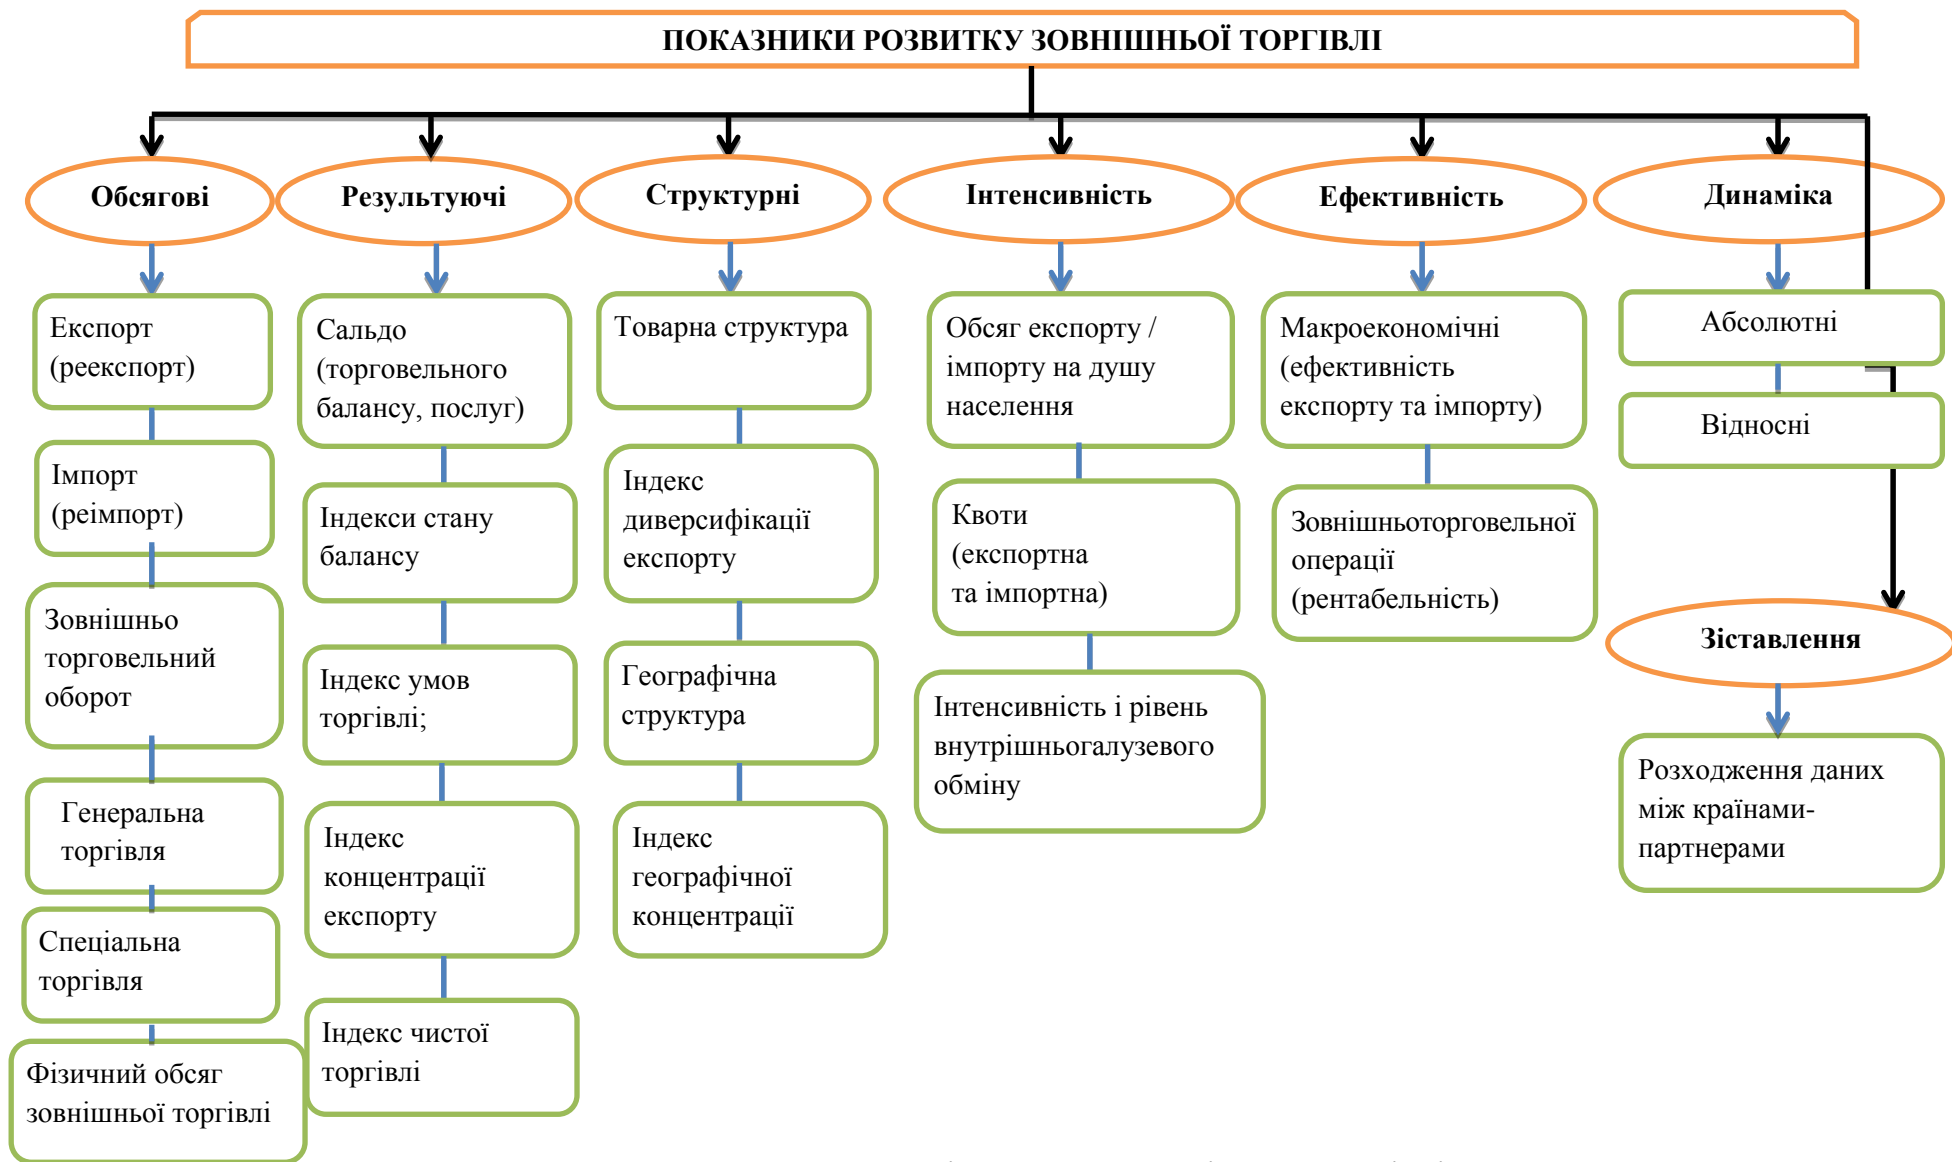 ПОКАЗНИКИ РОЗВИТКУ ЗОВНІШНЬОЇ ТОРГІВЛІ
Обсягові
Експорт
(реекспорт)
Імпорт
(реімпорт)
Зовнішньо
торговельний
оборот
Генеральна
торгівля
Спеціальна
торгівля
Фізичний обсяг
зовнішньої торгівлі
Результуючі
Сальдо
(торговельного
балансу, послуг)
Індекси стану
балансу
Індекс умов
торгівлі;
Індекс
концентрації
експорту
Індекс чистої
торгівлі
Структурні
Товарна структура
Індекс
диверсифікації
експорту
Географічна
структура
Індекс
географічної
концентрації
Інтенсивність
Обсяг експорту /
імпорту на душу
населення
Квоти
(експортна
та імпортна)
Інтенсивність і рівень
внутрішньогалузевого
обміну
Ефективність
Макроекономічні
(ефективність
експорту та імпорту)
Зовнішньоторговельної
операції
(рентабельність)
Динаміка
Абсолютні
Відносні
Зіставлення
Розходження даних
між країнами-
партнерами